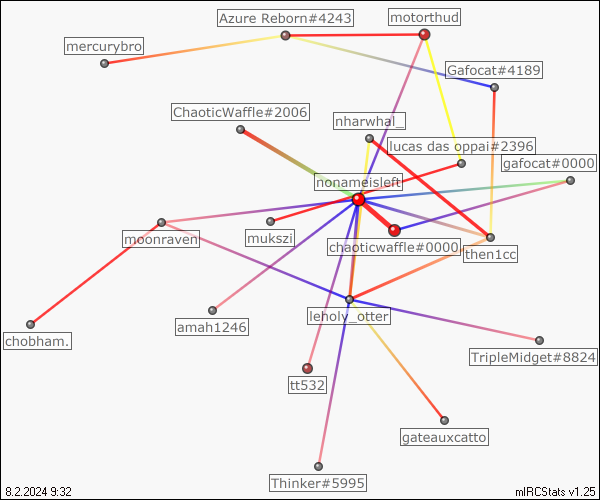 Azure Reborn#4243
motorthud
mercurybro
Gafocat#4189
ChaoticWaffle#2006
nharwhal_
lucas das oppai#2396
gafocat#0000
nonameisleft
moonraven
mukszi
chaoticwaffle#0000
then1cc
leholy_otter
amah1246
chobham.
TripleMidget#8824
tt532
gateauxcatto
Thinker#5995
8.2.2024 9:32
mIRCStats v1.25